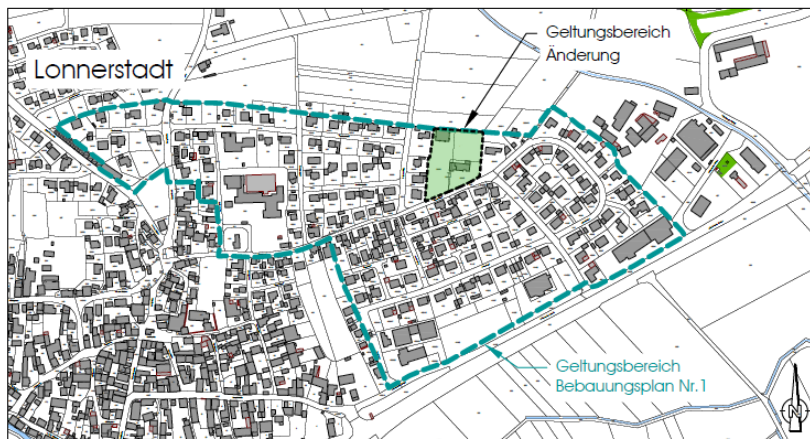 Lonnerstadt
Geltungsbereich
Änderung
Geltungsbereich
Bebauungsplan Nr.1
N